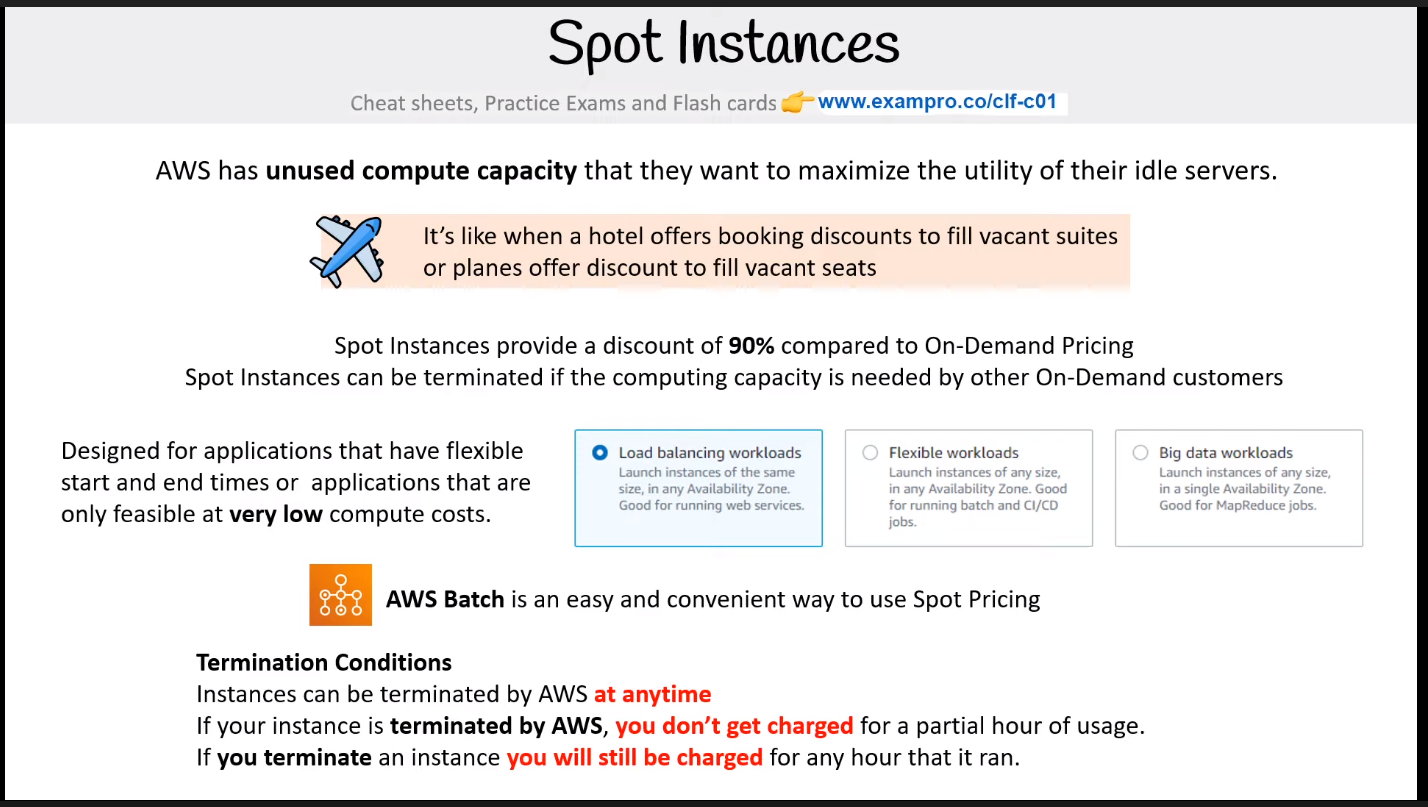 Spot Instances
Cheat sheets, Practice Exams and Flash cards 👉 www.exampro.co/clf-c01
AWS has unused compute capacity that they want to maximize the utility of their idle servers.
It's like when a hotel offers booking discounts to fill vacant suites
or planes offer discount to fill vacant seats
Spot Instances provide a discount of 90% compared to On-Demand Pricing
Spot Instances can be terminated if the computing capacity is needed by other On-Demand customers
Designed for applications that have flexible
start and end times or  applications that are
only feasible at very low compute costs.
Load balancing workloads
Launch instances of the same
size, in any Availability Zone.
Good for running web services.
Flexible workloads
Launch instances of any size,
in any Availability Zone. Good
for running batch and CI/CD
jobs.
Big data workloads
Launch instances of any size,
in a single Availability Zone.
Good for MapReduce jobs.
AWS Batch is an easy and convenient way to use Spot Pricing
Termination Conditions
Instances can be terminated by AWS at anytime
If your instance is terminated by AWS, you don't get charged for a partial hour of usage.
If you terminate an instance you will still be charged for any hour that it ran.